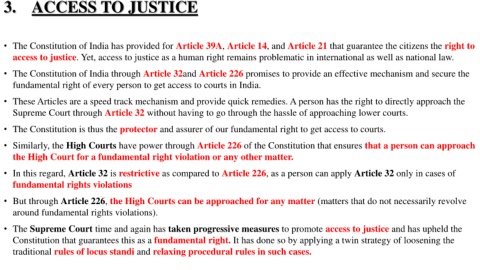 3. ACCESS TO JUSTICE
• The Constitution of India has provided for Article 39A, Article 14, and Article 21 that guarantee the citizens the right to
access to justice. Yet, access to justice as a human right remains problematic in international as well as national law.
• The Constitution of India through Article 32and Article 226 promises to provide an effective mechanism and secure the
fundamental right of every person to get access to courts in India.
• These Articles are a speed track mechanism and provide quick remedies. A person has the right to directly approach the
Supreme Court through Article 32 without having to go through the hassle of approaching lower courts.
• The Constitution is thus the protector and assurer of our fundamental right to get access to courts.
• Similarly, the High Courts have power through Article 226 of the Constitution that ensures that a person can approach
the High Court for a fundamental right violation or any other matter.
• In this regard, Article 32 is restrictive as compared to Article 226, as a person can apply Article 32 only in cases of
fundamental rights violations
• But through Article 226, the High Courts can be approached for any matter (matters that do not necessarily revolve
around fundamental rights violations).
• The Supreme Court time and again has taken progressive measures to promote access to justice and has upheld the
Constitution that guarantees this as a fundamental right. It has done so by applying a twin strategy of loosening the
traditional rules of locus standi and relaxing procedural rules in such cases.